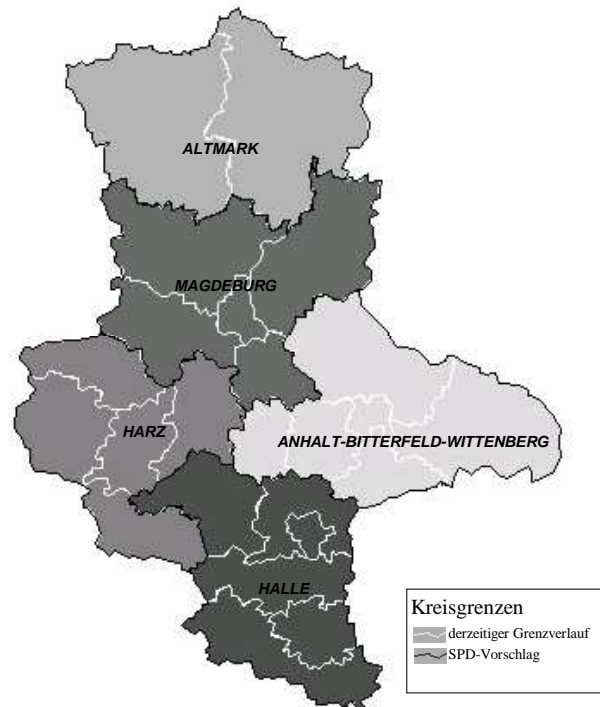 ALTMARK
MAGDEBURG
HARZ
ANHALT-BITTERFELD-WITTENBERG
HALLE
Kreisgrenzen
derzeitiger Grenzverlauf
SPD-Vorschlag